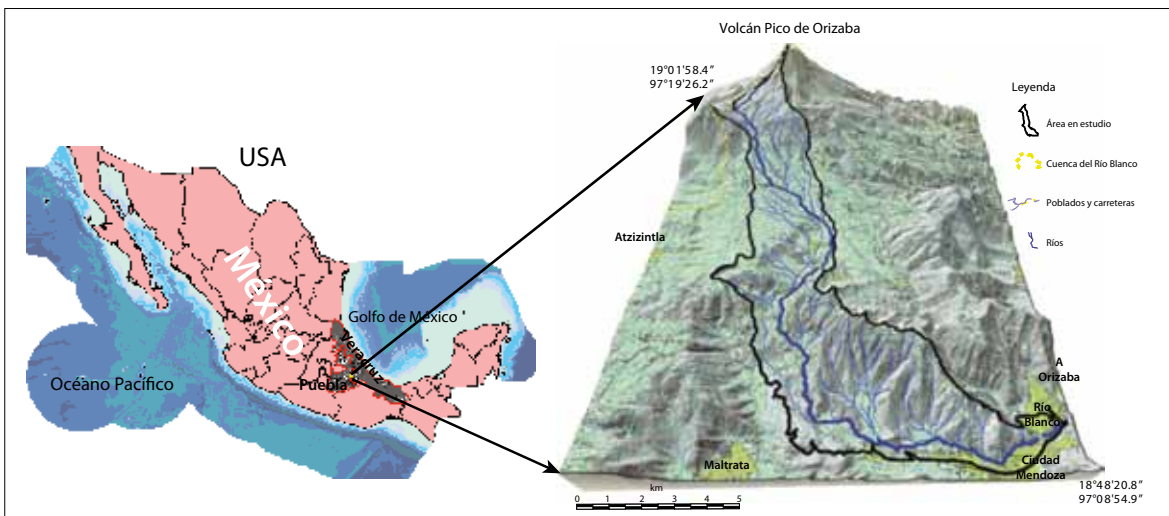 USA
México
Golfo de México
Veracruz
Puebla
Océano Pacífico
Volcán Pico de Orizaba
19°01'58.4"
97°19'26.2"
Leyenda
Área en estudio
Cuenca del Río Blanco
Poblados y carreteras
Ríos
Atzizintla
A
Orizaba
Río
Blanco
Maltrata
Ciudad
Mendoza
18°48'20.8"
97°08'54.9"
km
0 1 2 3 4 5